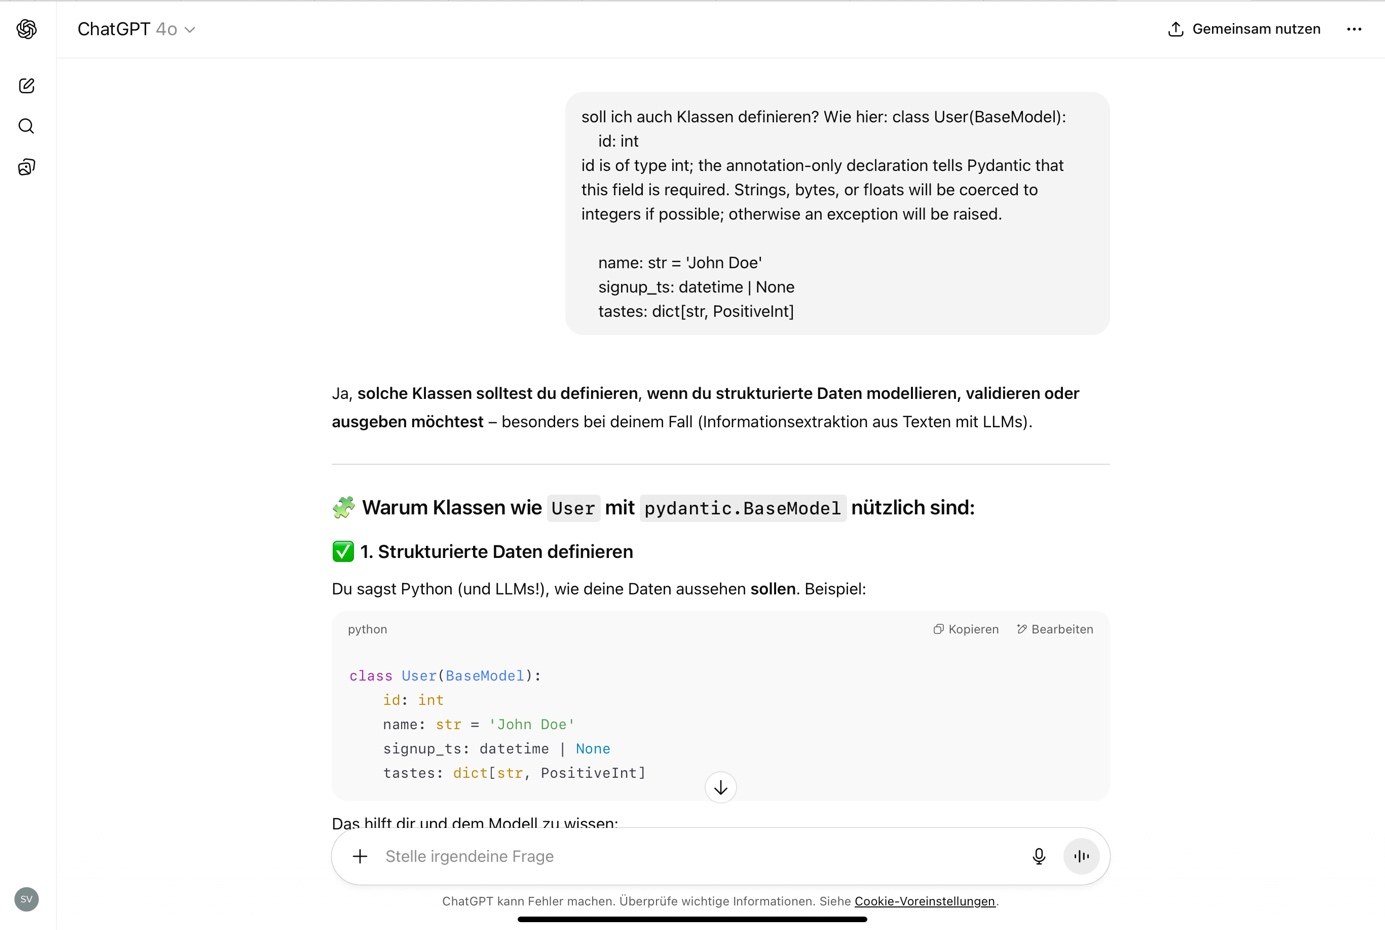 ChatGPT 4o
Gemeinsam nutzen
soll ich auch Klassen definieren? Wie hier: class User(BaseModel):
id: int
id is of type int; the annotation-only declaration tells Pydantic that
this field is required. Strings, bytes, or floats will be coerced to
integers if possible; otherwise an exception will be raised.
name: str = 'John Doe'
signup_ts: datetime | None
tastes: dict[str, PositiveInt]
Ja, solche Klassen solltest du definieren, wenn du strukturierte Daten modellieren, validieren oder
ausgeben möchtest – besonders bei deinem Fall (Informationsextraktion aus Texten mit LLMs).
Warum Klassen wie User mit pydantic.BaseModel nützlich sind:
1. Strukturierte Daten definieren
Du sagst Python (und LLMs!), wie deine Daten aussehen sollen. Beispiel:
python
Kopieren
Bearbeiten
class User(BaseModel):
    id: int
    name: str = 'John Doe'
    signup_ts: datetime | None
    tastes: dict[str, PositiveInt]
Das hilft dir und dem Modell zu wissen:
Stelle irgendeine Frage
SV
ChatGPT kann Fehler machen. Überprüfe wichtige Informationen. Siehe Cookie-Voreinstellungen.